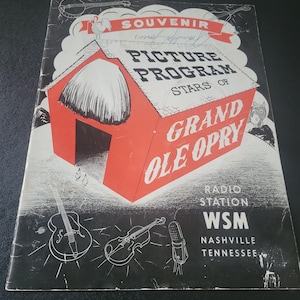 SOUVENIR
PICTURE
PROGRAM
STARS OF
GRAND
OLE OPRY
RADIO
STATION
WSM
NASHVILLE
TENNESSEE